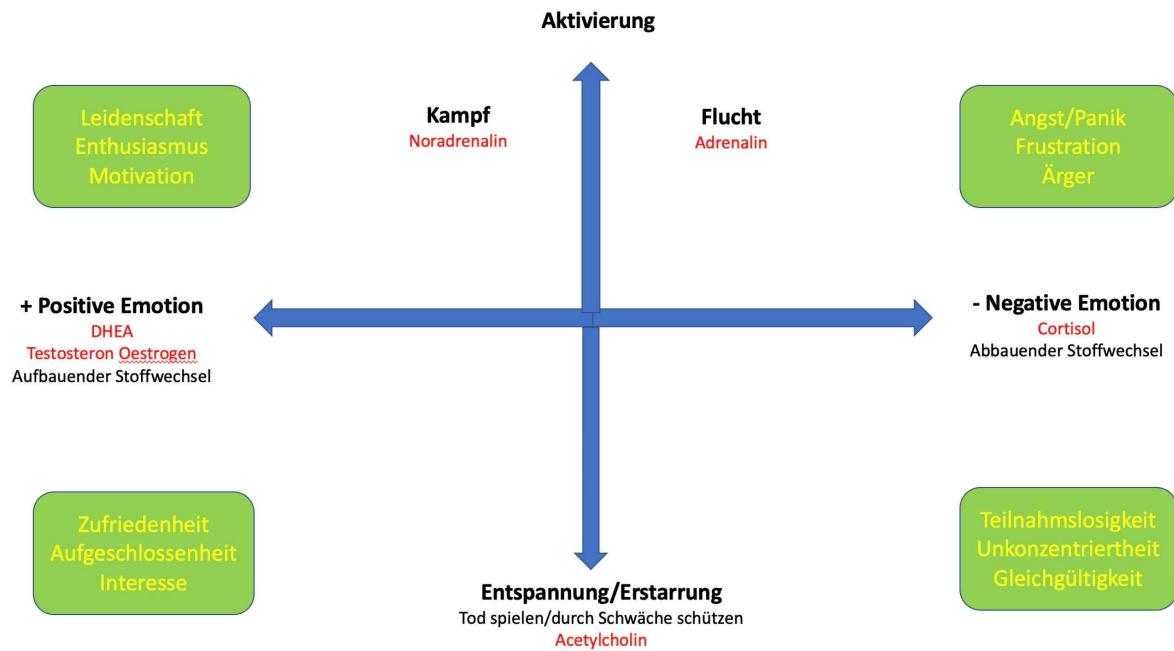 Aktivierung
Leidenschaft
Enthusiasmus
Motivation
Kampf
Noradrenalin
Flucht
Adrenalin
Angst/Panik
Frustration
Ärger
+ Positive Emotion
DHEA
Testosteron Oestrogen
Aufbauender Stoffwechsel
- Negative Emotion
Cortisol
Abbauender Stoffwechsel
Zufriedenheit
Aufgeschlossenheit
Interesse
Entspannung/Erstarrung
Tod spielen/durch Schwäche schützen
Acetylcholin
Teilnahmslosigkeit
Unkonzentriertheit
Gleichgültigkeit